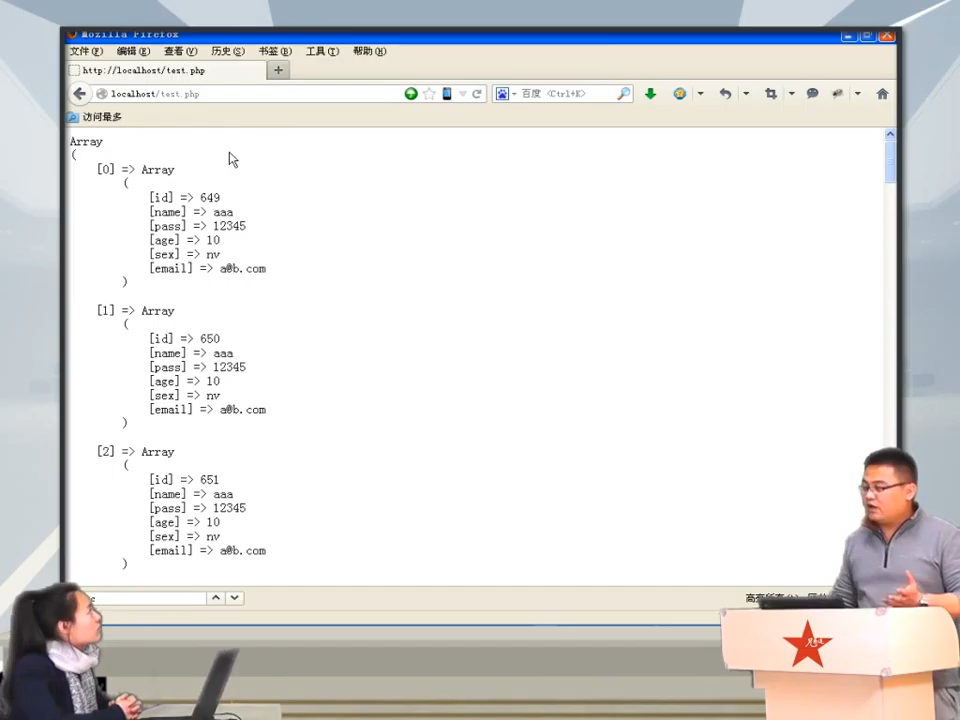 Mozilla Firefox
文件(F) 编辑(E) 查看(V) 历史(S) 书签(B) 工具(T) 帮助(H)
http://localhost/test.php +
localhost/test.php 百度 <Ctrl+K>
访问最多
Array
(
[0] => Array
(
[id] => 649
[name] => aaa
[pass] => 12345
[age] => 10
[sex] => nv
[email] => a@b.com
)
[1] => Array
(
[id] => 650
[name] => aaa
[pass] => 12345
[age] => 10
[sex] => nv
[email] => a@b.com
)
[2] => Array
(
[id] => 651
[name] => aaa
[pass] => 12345
[age] => 10
[sex] => nv
[email] => a@b.com
)